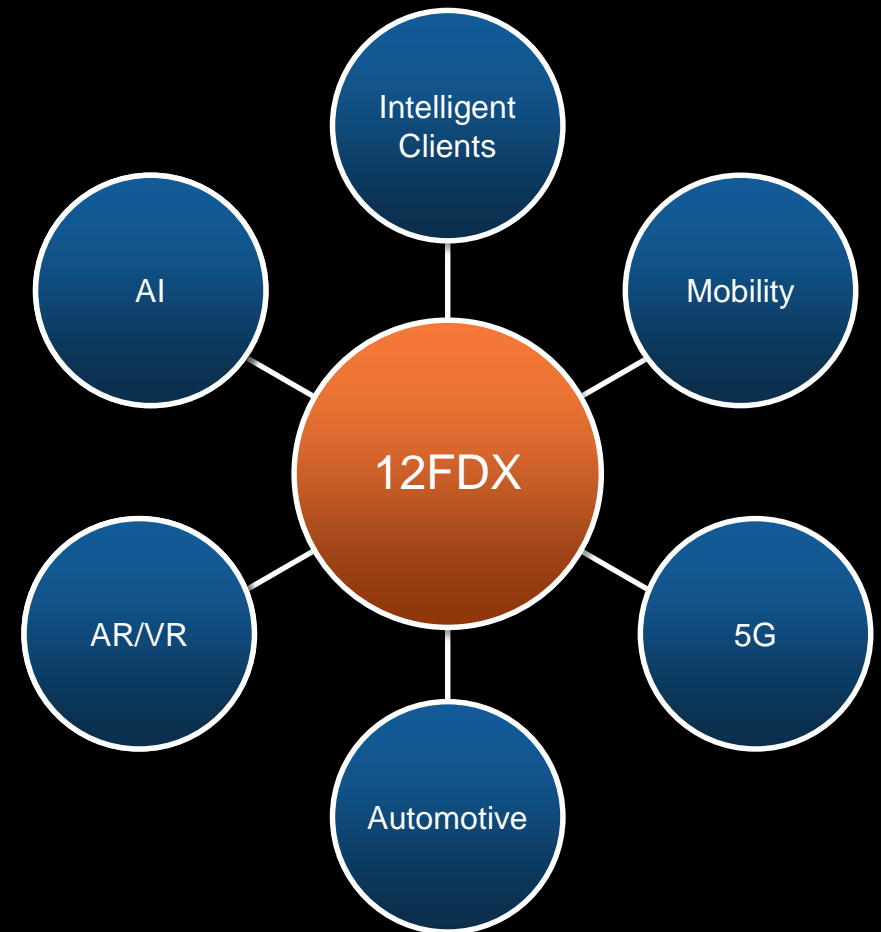 Intelligent
Clients
AI
Mobility
12FDX
AR/VR
5G
Automotive